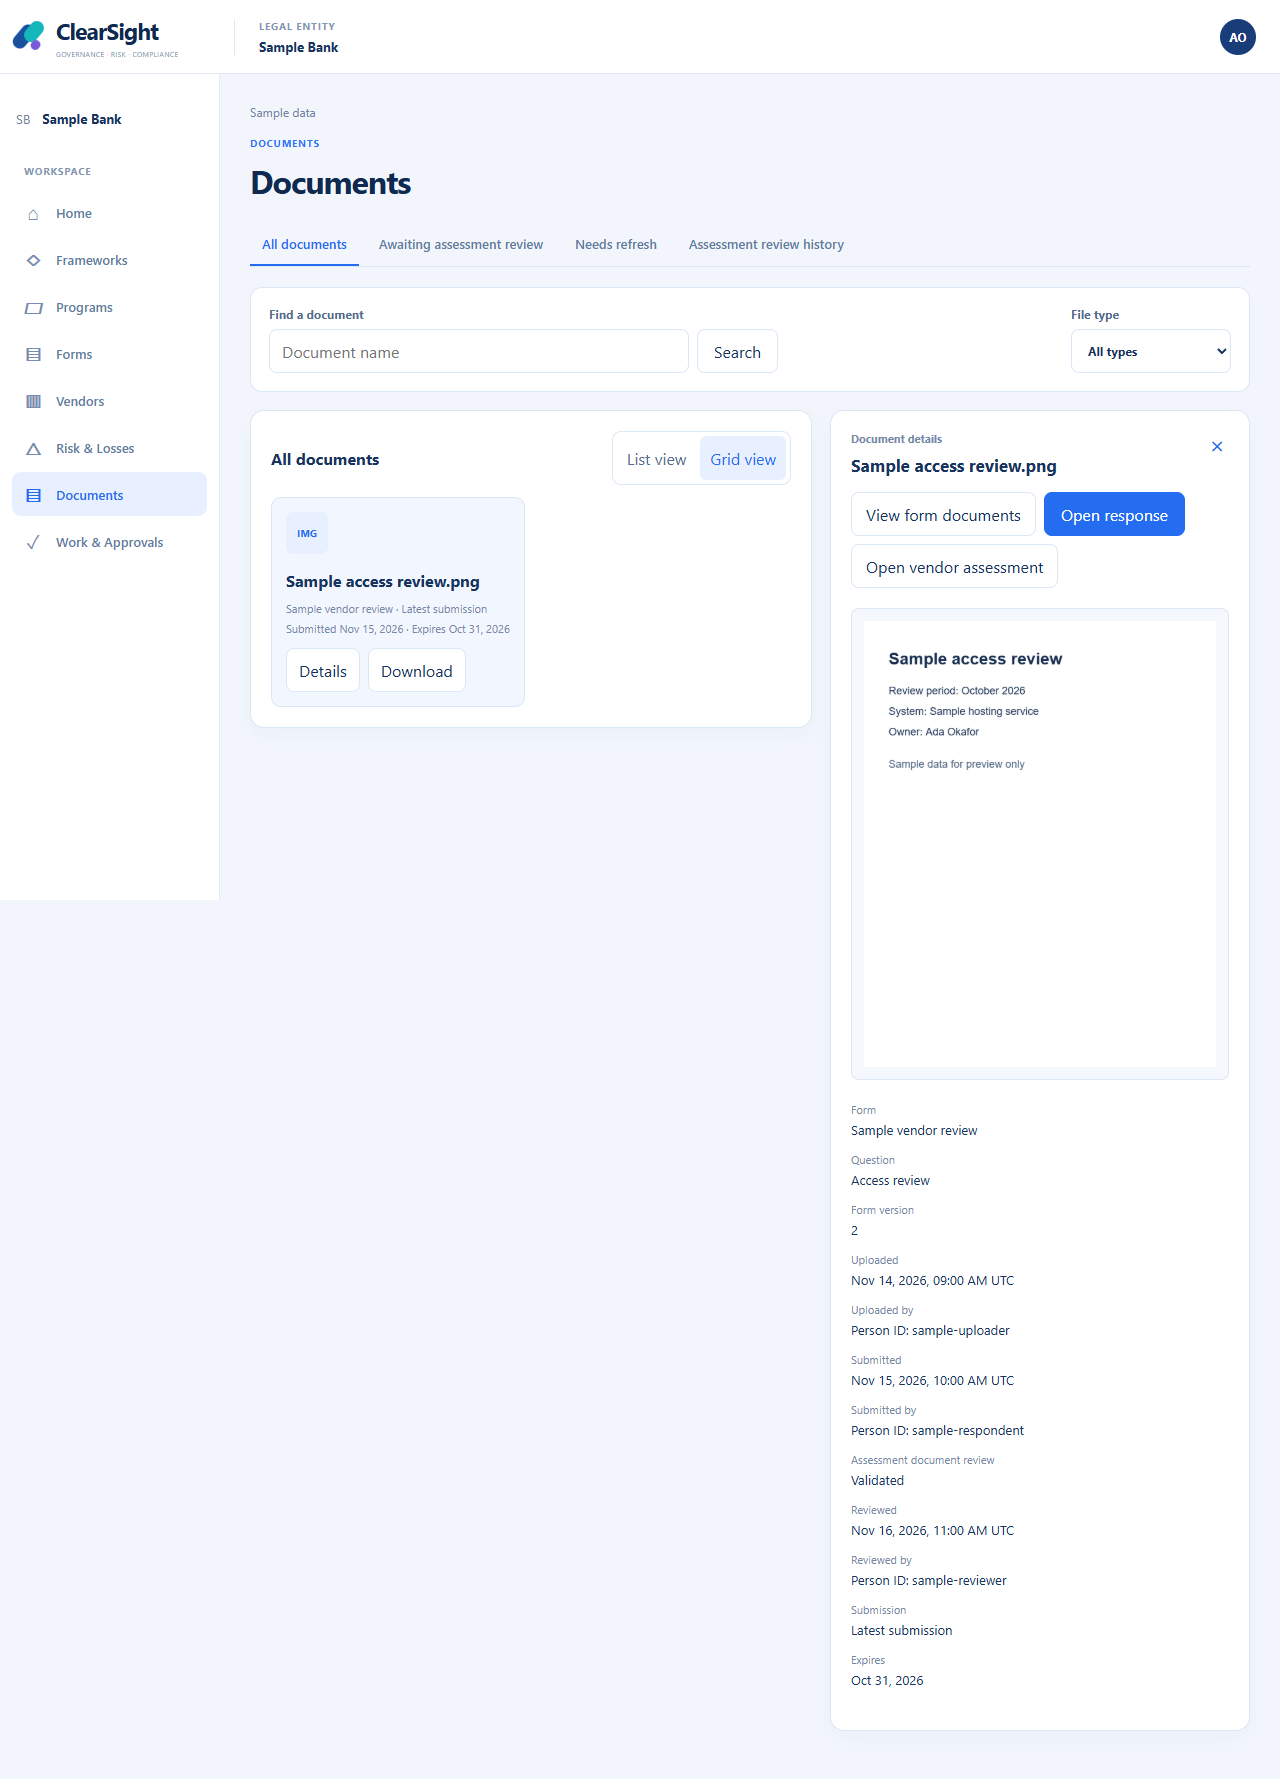 ClearSight
GOVERNANCE · RISK · COMPLIANCE
LEGAL ENTITY
Sample Bank
AO
SB Sample Bank
WORKSPACE
Home
Frameworks
Programs
Forms
Vendors
Risk & Losses
Documents
Work & Approvals
Sample data
DOCUMENTS
Documents
All documents
Awaiting assessment review
Needs refresh
Assessment review history
Find a document
Document name
Search
File type
All types
All documents
List view
Grid view
IMG
Sample access review.png
Sample vendor review · Latest submission
Submitted Nov 15, 2026 · Expires Oct 31, 2026
Details
Download
Document details
Sample access review.png
View form documents
Open response
Open vendor assessment
Sample access review
Review period: October 2026
System: Sample hosting service
Owner: Ada Okafor
Sample data for preview only
Form
Sample vendor review
Question
Access review
Form version
2
Uploaded
Nov 14, 2026, 09:00 AM UTC
Uploaded by
Person ID: sample-uploader
Submitted
Nov 15, 2026, 10:00 AM UTC
Submitted by
Person ID: sample-respondent
Assessment document review
Validated
Reviewed
Nov 16, 2026, 11:00 AM UTC
Reviewed by
Person ID: sample-reviewer
Submission
Latest submission
Expires
Oct 31, 2026